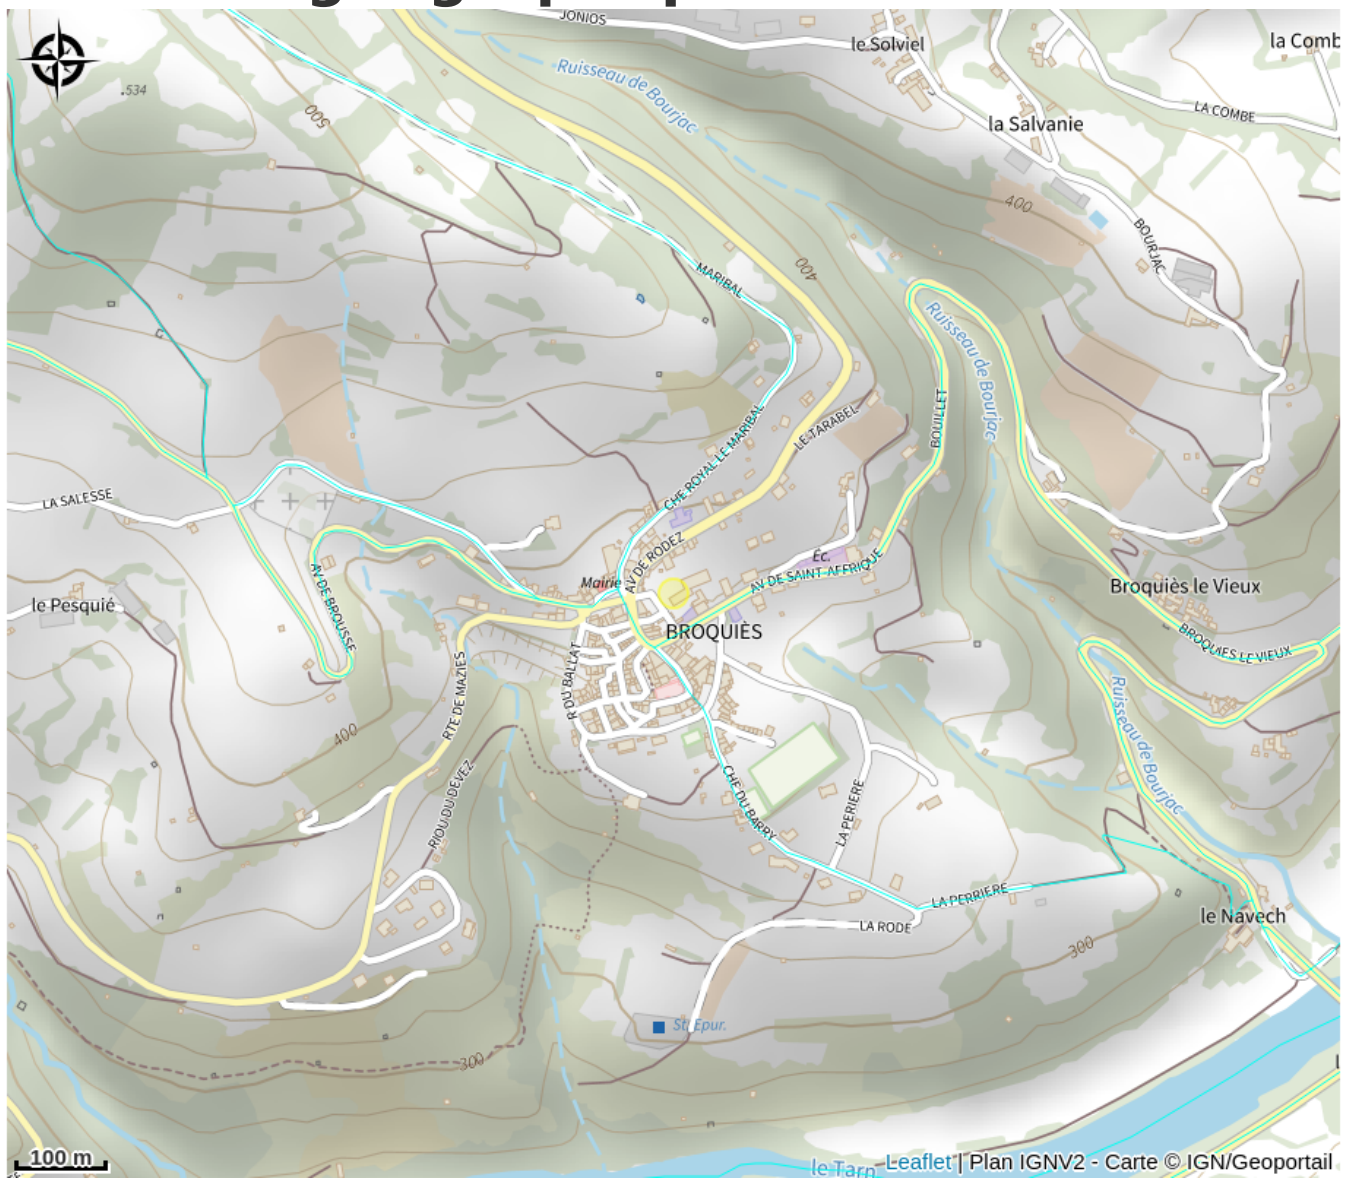 JONIOS
le Solviel
la Comb
Ruisseau de Bourjac
.534
500
LA COMBE
la Salvanie
400
BOURJAC
MARIBAL
400
Ruisseau de Bourjac
BOUILLET
LE TARABEL
CHE ROYAL LE MARIBAL
LA SALESSE
AV DE RODEZ
Ec.
AV DE SAINT-AFFRIQUE
Mairie
AV DE BROUSSE
le Pesquié
Broquiès le Vieux
BROQUIÈS
BROQUIES LE VIEUX
R DU BALLAT
RTE DE MAZIES
Ruisseau de Bourjac
400
RIOU DU DEVEZ
CHE DU BARRY
LA PERIERE
LA PERRIERE
LA RODE
le Navech
300
St. Epur.
300
100 m
le Tarn
Leaflet | Plan IGNV2 - Carte © IGN/Geoportail